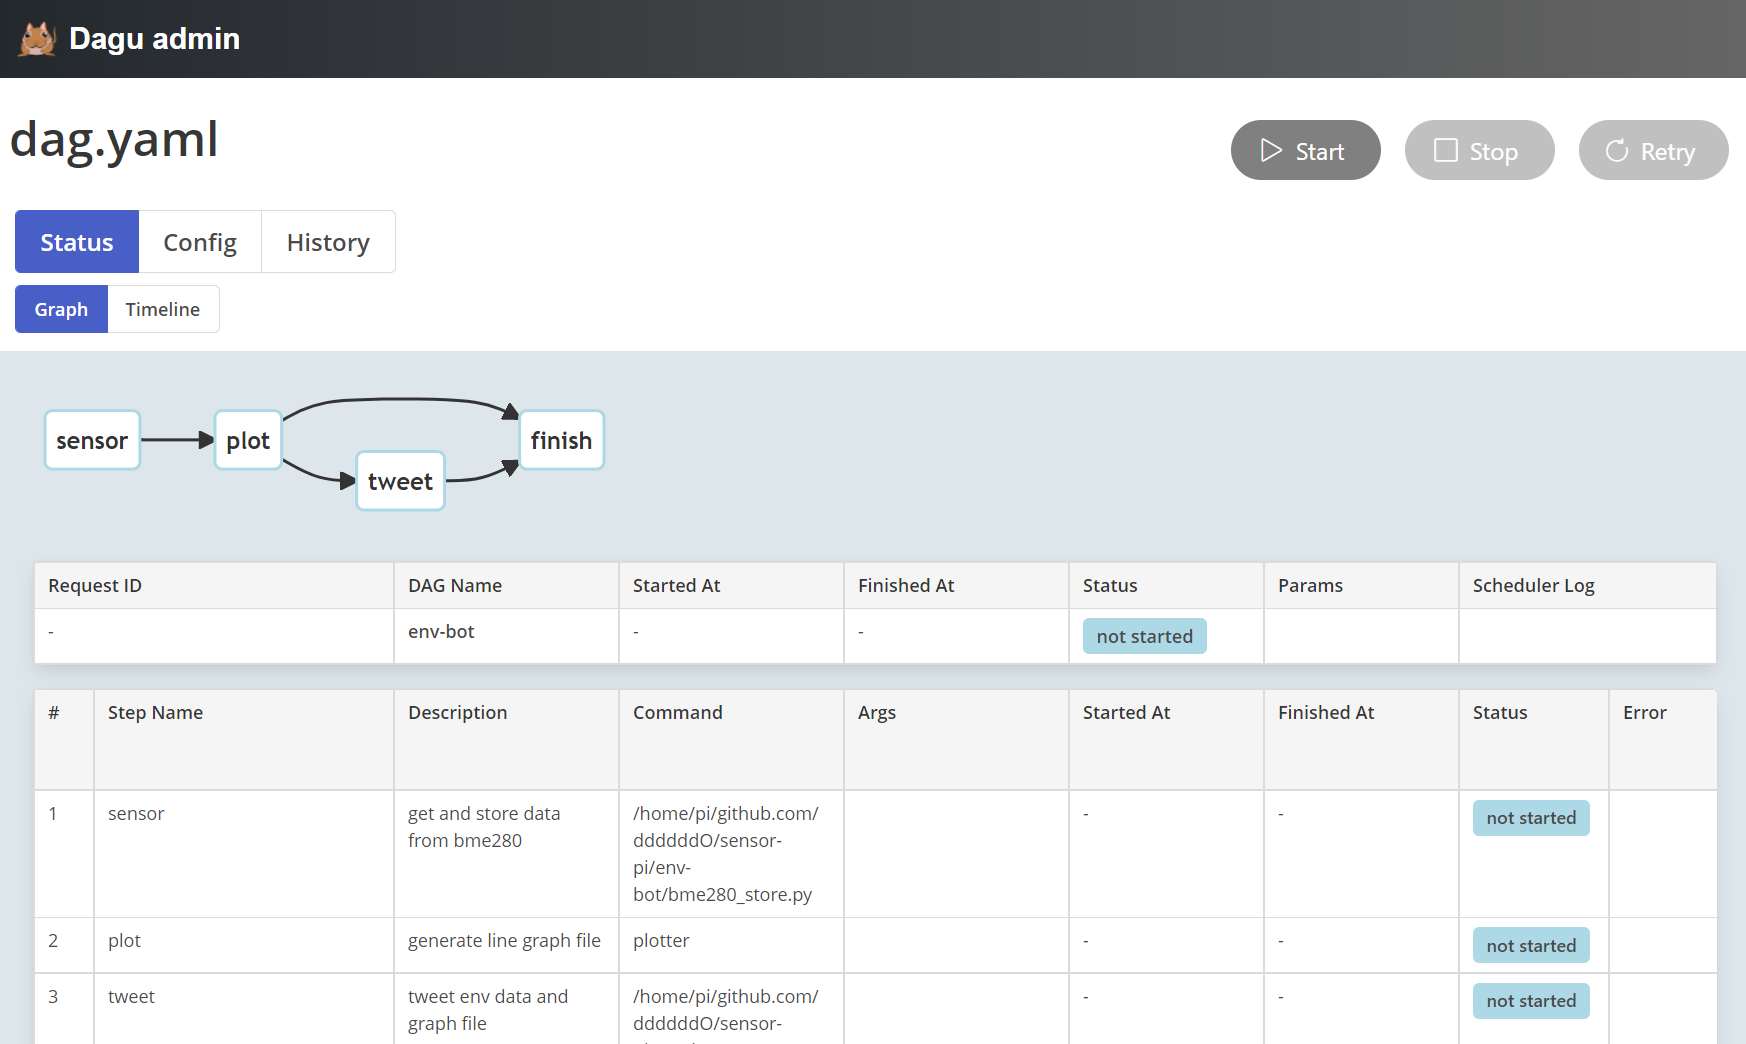 Dagu admin
dag.yaml
Start
Stop
Retry
Status
Config
History
Graph
Timeline
sensor
plot
tweet
finish
Request ID
DAG Name
Started At
Finished At
Status
Params
Scheduler Log
-
env-bot
-
-
not started
#
Step Name
Description
Command
Args
Started At
Finished At
Status
Error
1
sensor
get and store data
from bme280
/home/pi/github.com/
ddddddO/sensor-
pi/env-
bot/bme280_store.py
-
-
not started
2
plot
generate line graph file
plotter
-
-
not started
3
tweet
tweet env data and
graph file
/home/pi/github.com/
ddddddO/sensor-
-
-
not started